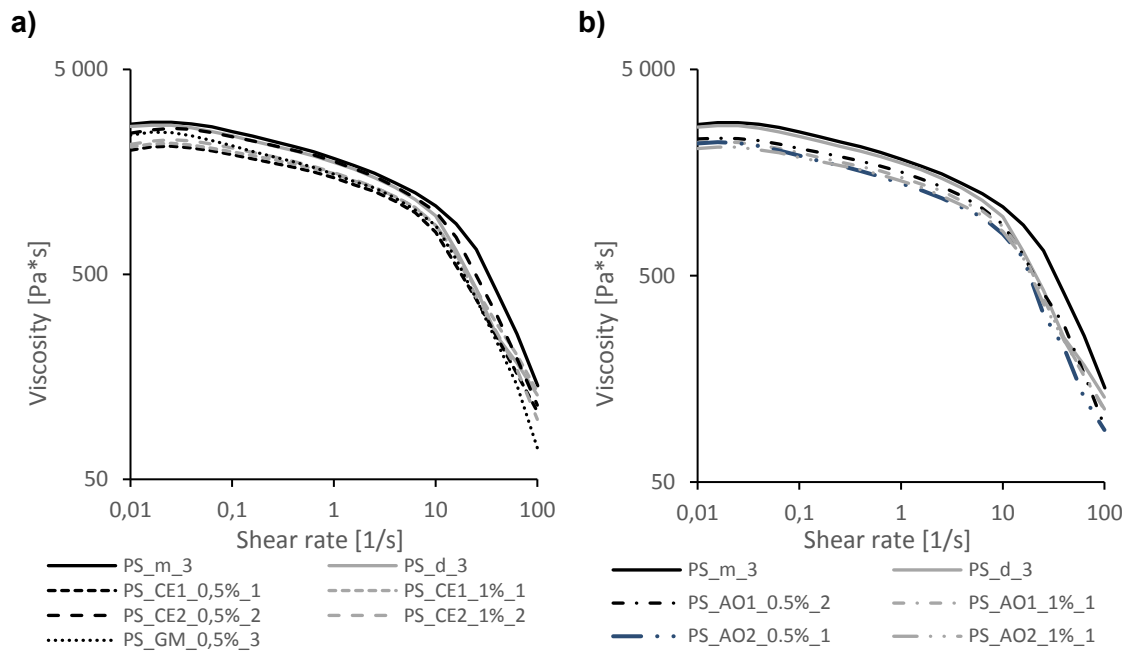 a)
5 000
500
50
Viscosity [Pa*s]
0,01 0,1 1 10 100
Shear rate [1/s]
PS_m_3 PS_d_3
PS_CE1_0,5%_1 PS_CE1_1%_1
PS_CE2_0,5%_2 PS_CE2_1%_2
PS_GM_0,5%_3
b)
5 000
500
50
Viscosity [Pa*s]
0,01 0,1 1 10 100
Shear rate [1/s]
PS_m_3 PS_d_3
PS_AO1_0.5%_2 PS_AO1_1%_1
PS_AO2_0.5%_1 PS_AO2_1%_1